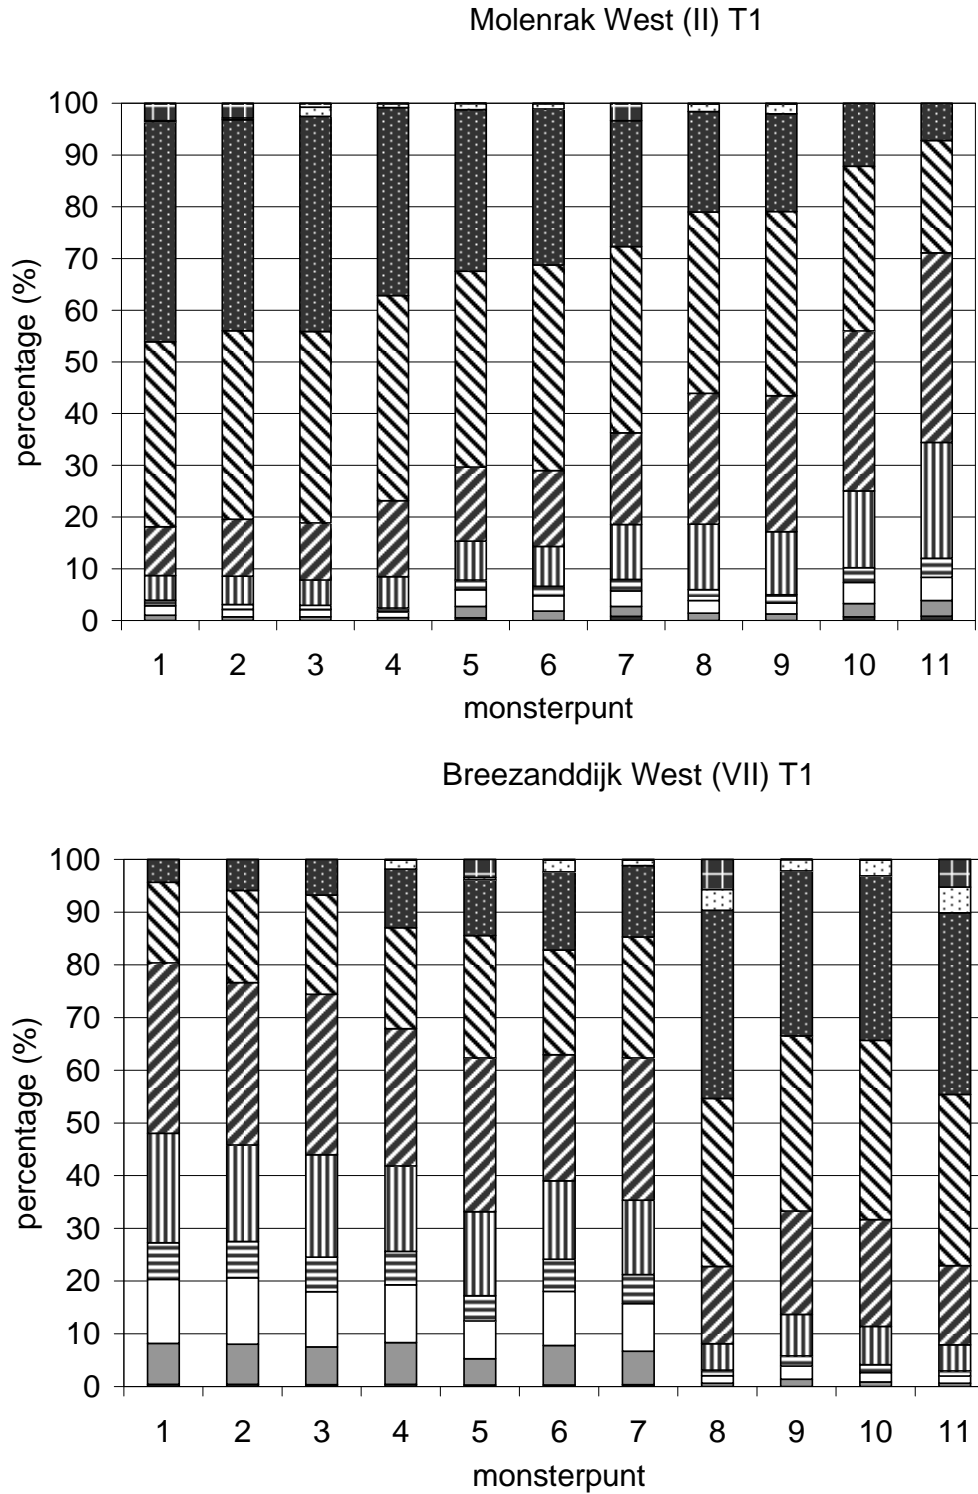 Molenrak West (II) T1
100
90
80
70
60
50
40
30
20
10
0
percentage (%)
1 2 3 4 5 6 7 8 9 10 11
monsterpunt
Breezanddijk West (VII) T1
100
90
80
70
60
50
40
30
20
10
0
percentage (%)
1 2 3 4 5 6 7 8 9 10 11
monsterpunt